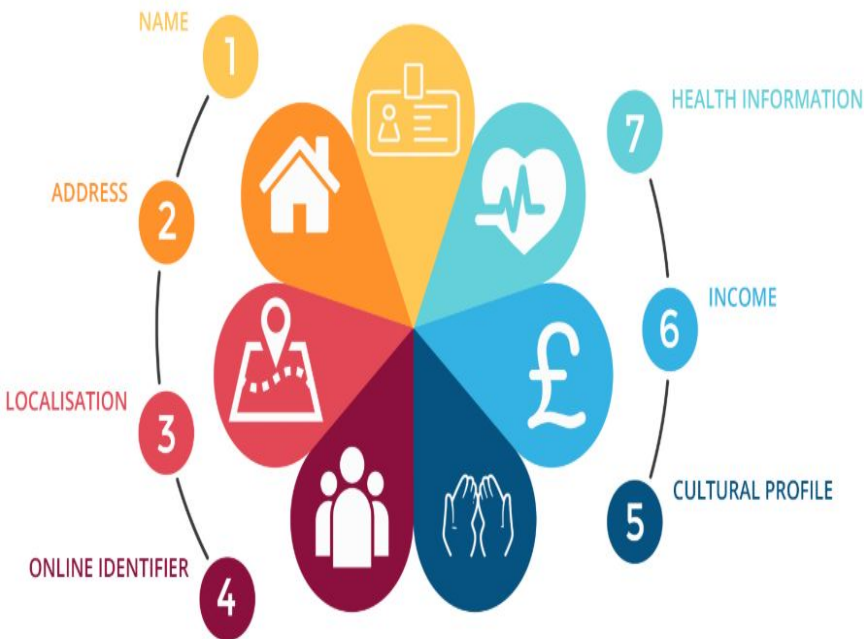 NAME
1
ADDRESS
2
LOCALISATION
3
ONLINE IDENTIFIER
4
CULTURAL PROFILE
5
INCOME
6
HEALTH INFORMATION
7
£